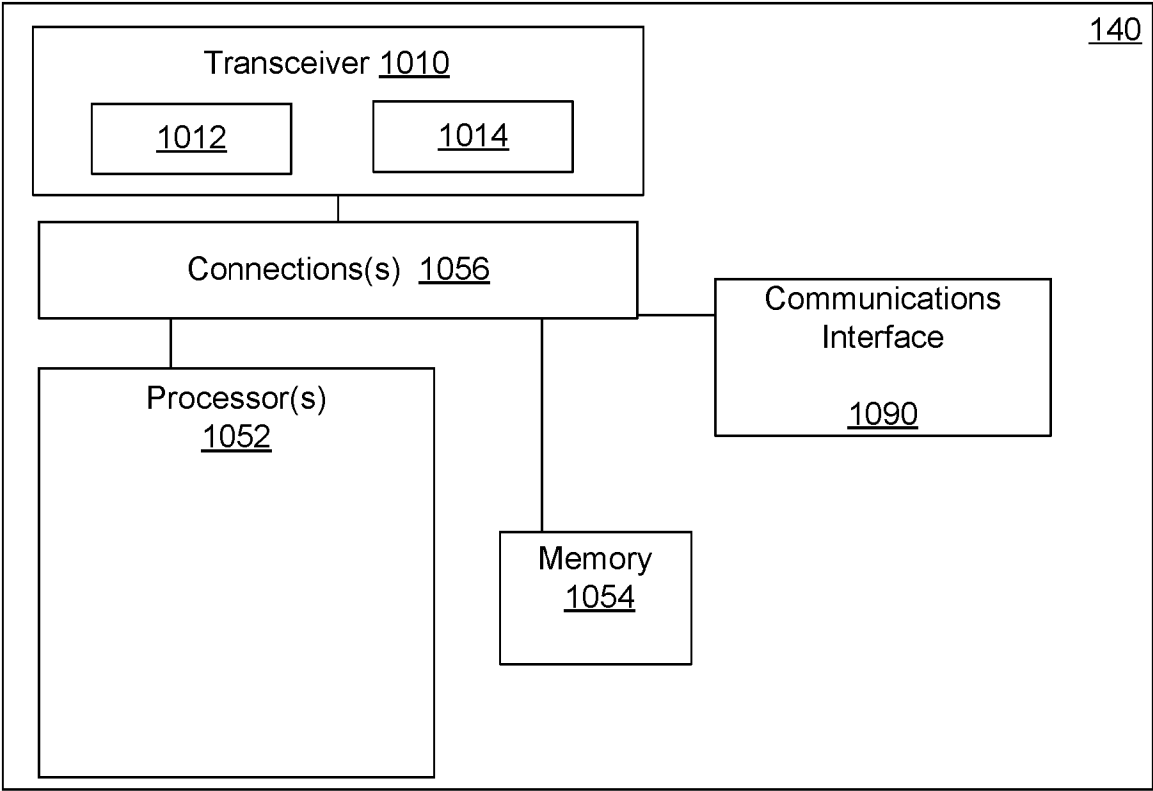 140
Transceiver 1010
1012
1014
Connections(s) 1056
Communications
Interface
1090
Processor(s)
1052
Memory
1054